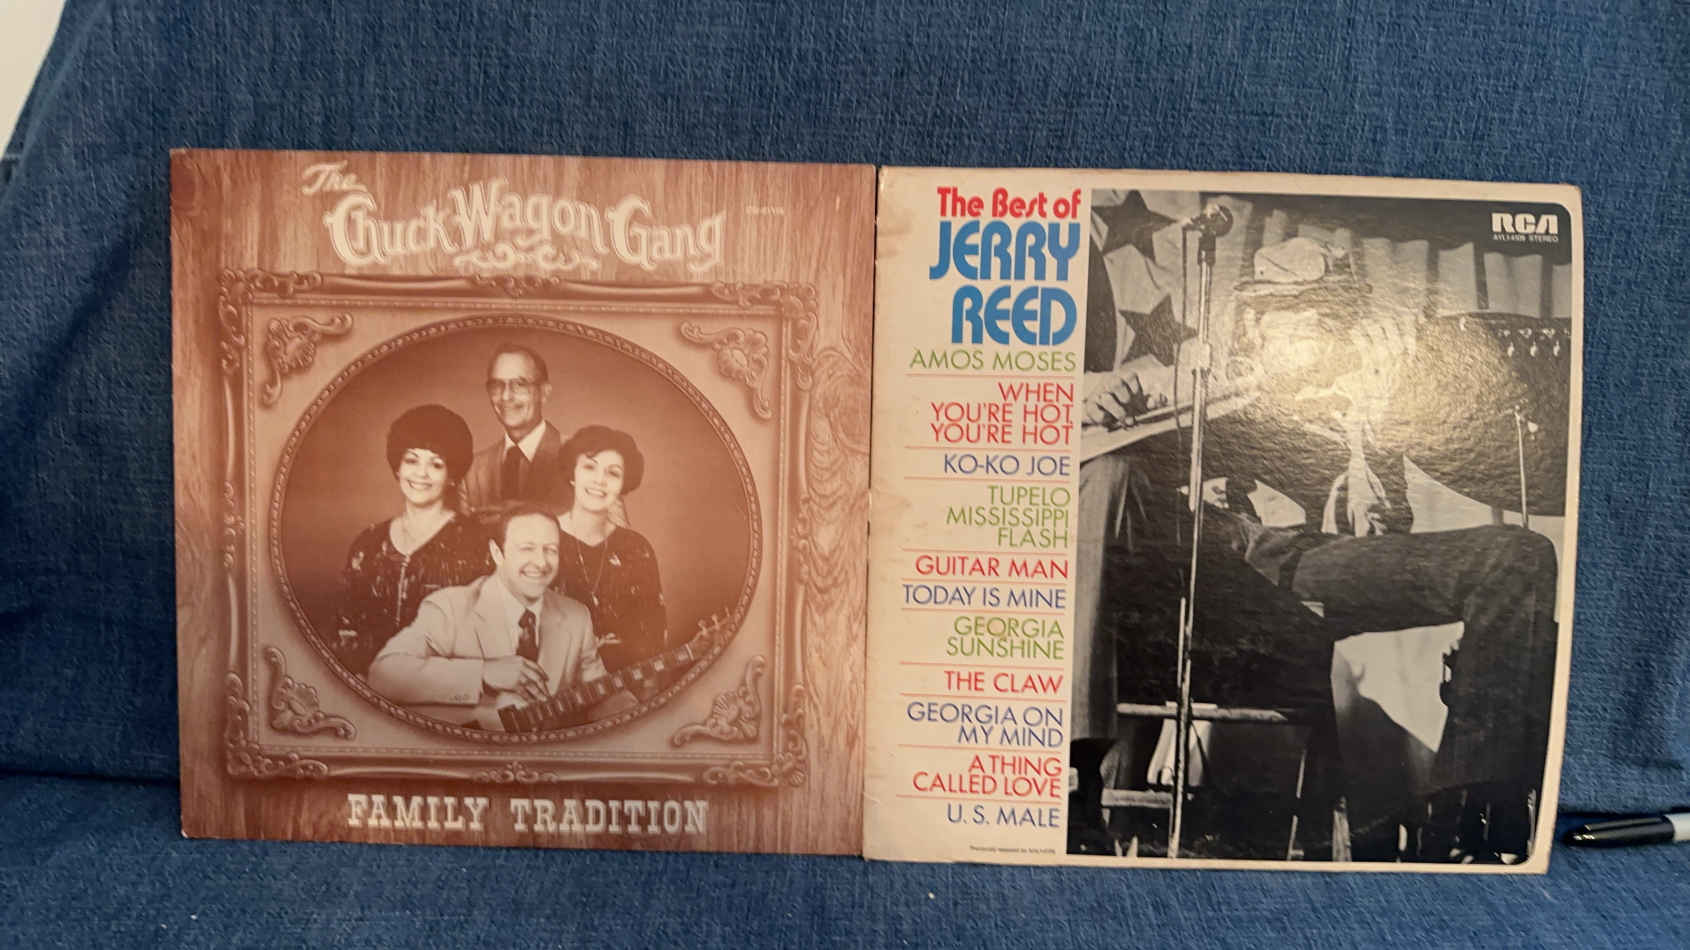 The
Chuck Wagon Gang
FAMILY TRADITION
The Best of
JERRY
REED
AMOS MOSES
WHEN
YOU'RE HOT,
YOU'RE HOT
KO-KO JOE
TUPELO
MISSISSIPPI
FLASH
GUITAR MAN
TODAY IS MINE
GEORGIA
SUNSHINE
THE CLAW
GEORGIA ON
MY MIND
A THING
CALLED LOVE
U. S. MALE
RCA
STEREO